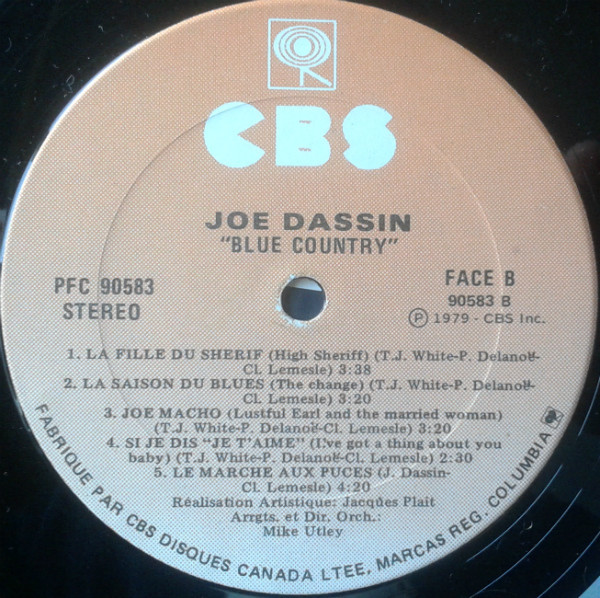 CBS
JOE DASSIN
"BLUE COUNTRY"
PFC 90583
STEREO
FACE B
90583 B
Ⓟ 1979 - CBS Inc.
1. LA FILLE DU SHERIF (High Sheriff) (T.J. White-P. Delanoë-
Cl. Lemesle) 3:38
2. LA SAISON DU BLUES (The change) (T.J. White-P. Delanoë-
Cl. Lemesle) 3:20
3. JOE MACHO (Lustful Earl and the married woman)
(T.J. White-P. Delanoë-Cl. Lemesle) 3:20
4. SI JE DIS "JE T'AIME" (I've got a thing about you
baby) (T.J. White-P. Delanoë-Cl. Lemesle) 2:30
5. LE MARCHE AUX PUCES (J. Dassin-
Cl. Lemesle) 4:20
Réalisation Artistique: Jacques Plait
Arrgts. et Dir. Orch.:
Mike Utley
FABRIQUE PAR CBS DISQUES CANADA LTEE, MARCAS REG. COLUMBIA